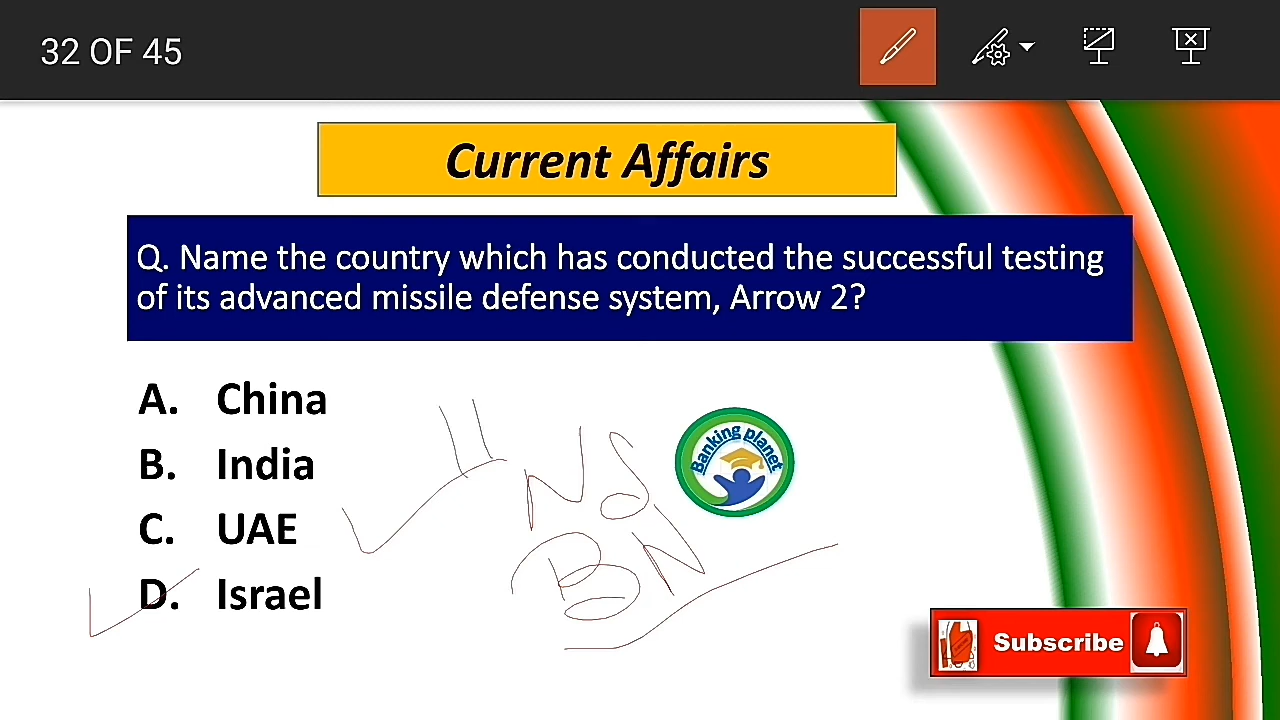 32 OF 45
Current Affairs
Q. Name the country which has conducted the successful testing
of its advanced missile defense system, Arrow 2?
A. China
B. India
C. UAE
D. Israel
Banking planet
Subscribe